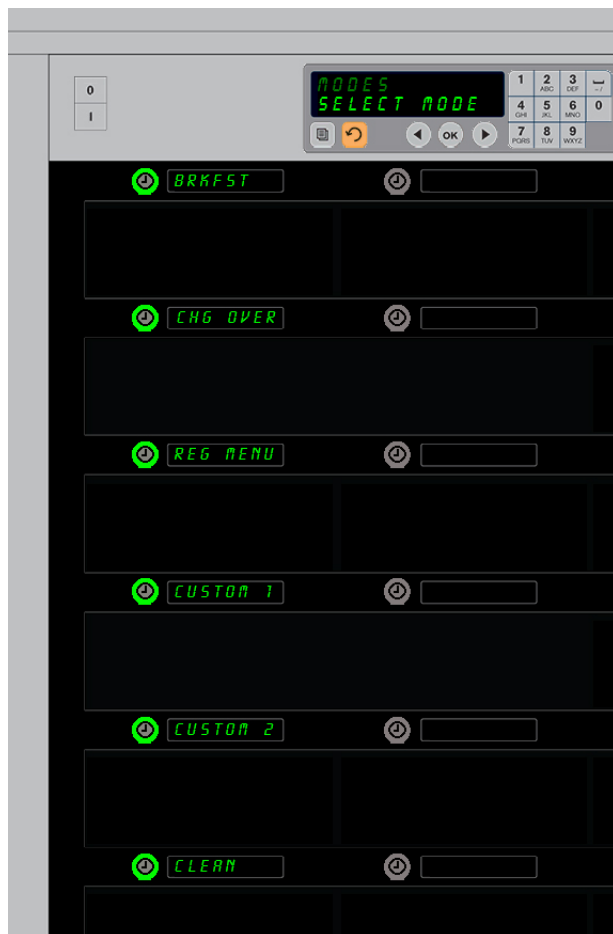 0
I
MODES
SELECT MODE
OK
1
2 ABC
3 DEF
-/
4 GHI
5 JKL
6 MNO
0
7 PQRS
8 TUV
9 WXYZ
BRKFST
CHG OVER
REG MENU
CUSTOM 1
CUSTOM 2
CLEAN